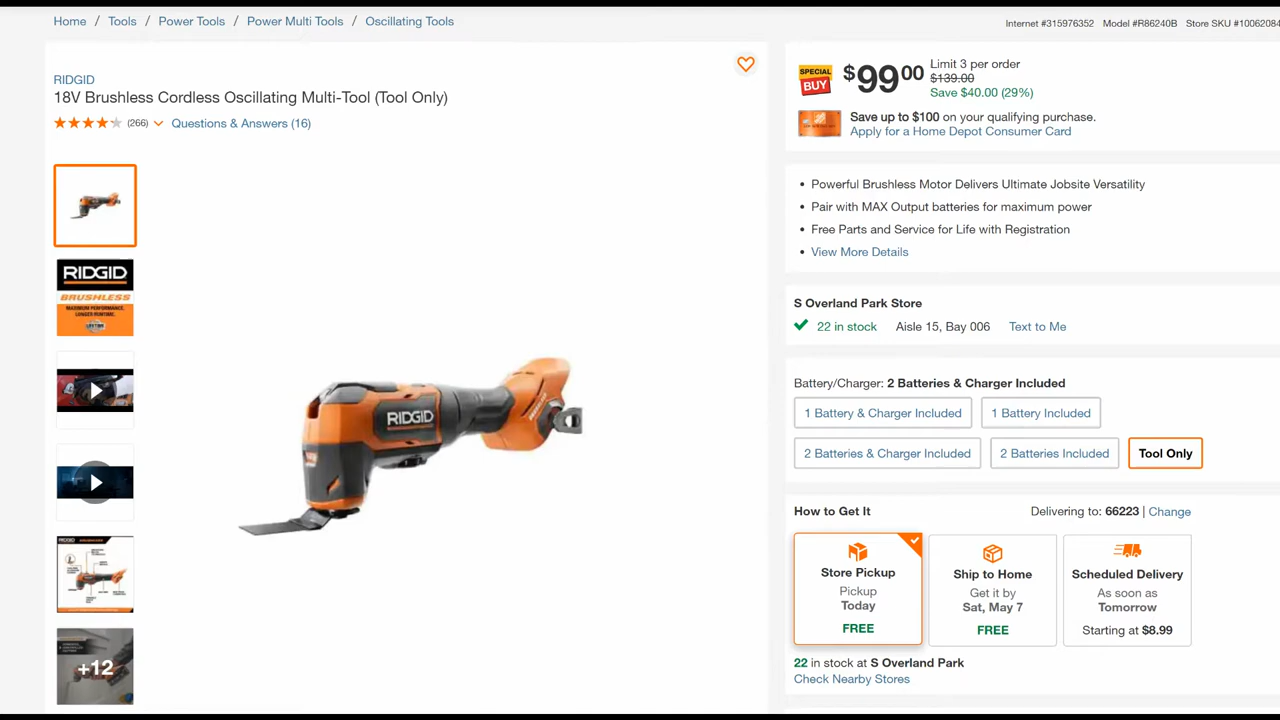 Home / Tools / Power Tools / Power Multi Tools / Oscillating Tools
Internet #315976352 Model #R86240B Store SKU #10062084
RIDGID
18V Brushless Cordless Oscillating Multi-Tool (Tool Only)
(266) Questions & Answers (16)
RIDGID
BRUSHLESS
MAXIMUM PERFORMANCE.
LONGER RUNTIME.
+12
RIDGID
SPECIAL
BUY
$99 00
Limit 3 per order
$139.00
Save $40.00 (29%)
Save up to $100 on your qualifying purchase.
Apply for a Home Depot Consumer Card
• Powerful Brushless Motor Delivers Ultimate Jobsite Versatility
• Pair with MAX Output batteries for maximum power
• Free Parts and Service for Life with Registration
• View More Details
S Overland Park Store
22 in stock Aisle 15, Bay 006 Text to Me
Battery/Charger: 2 Batteries & Charger Included
1 Battery & Charger Included 1 Battery Included
2 Batteries & Charger Included 2 Batteries Included Tool Only
How to Get It Delivering to: 66223 | Change
Store Pickup
Pickup
Today
FREE
Ship to Home
Get it by
Sat, May 7
FREE
Scheduled Delivery
As soon as
Tomorrow
Starting at $8.99
22 in stock at S Overland Park
Check Nearby Stores